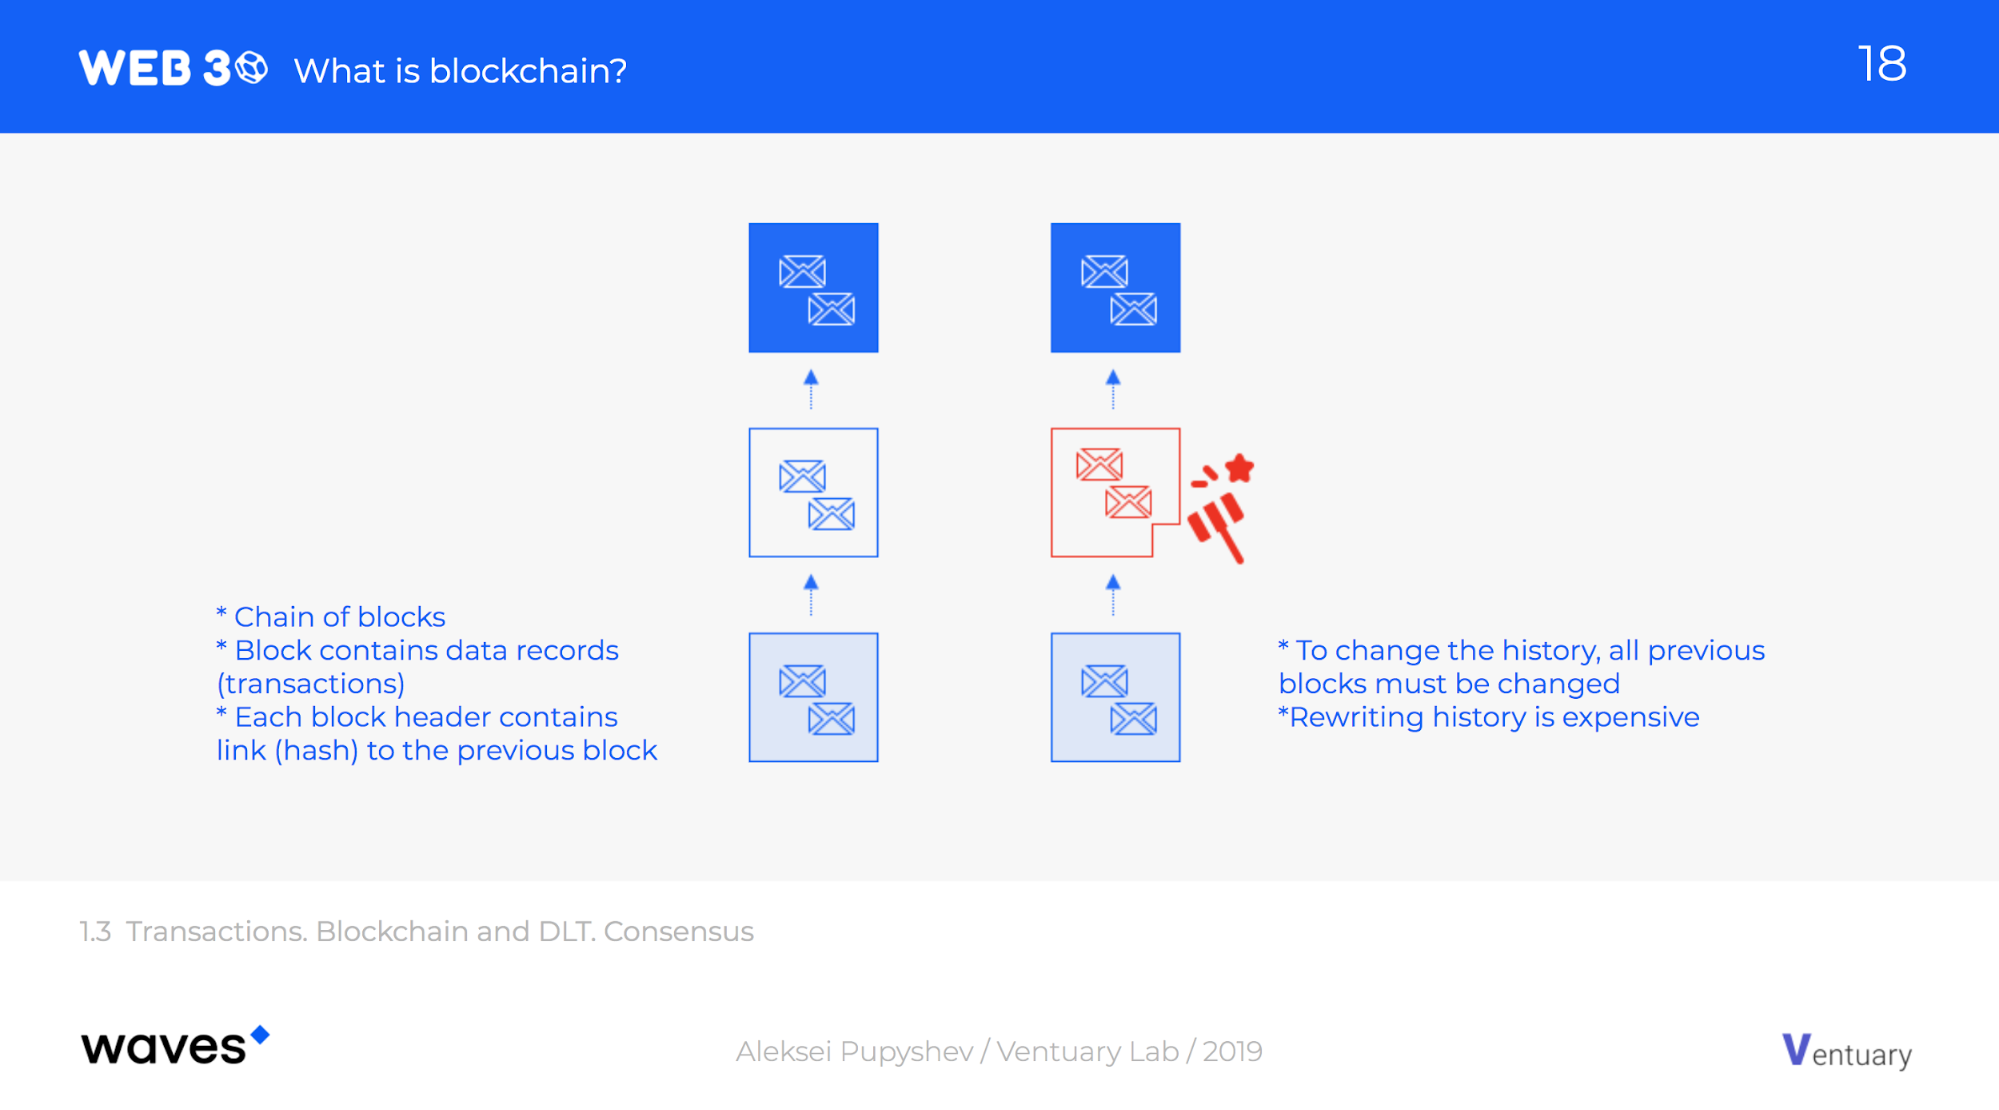 WEB 3.0 What is blockchain?
18
* Chain of blocks
* Block contains data records
(transactions)
* Each block header contains
link (hash) to the previous block
* To change the history, all previous
blocks must be changed
*Rewriting history is expensive
1.3 Transactions. Blockchain and DLT. Consensus
waves
Aleksei Pupyshev / Ventuary Lab / 2019
Ventuary